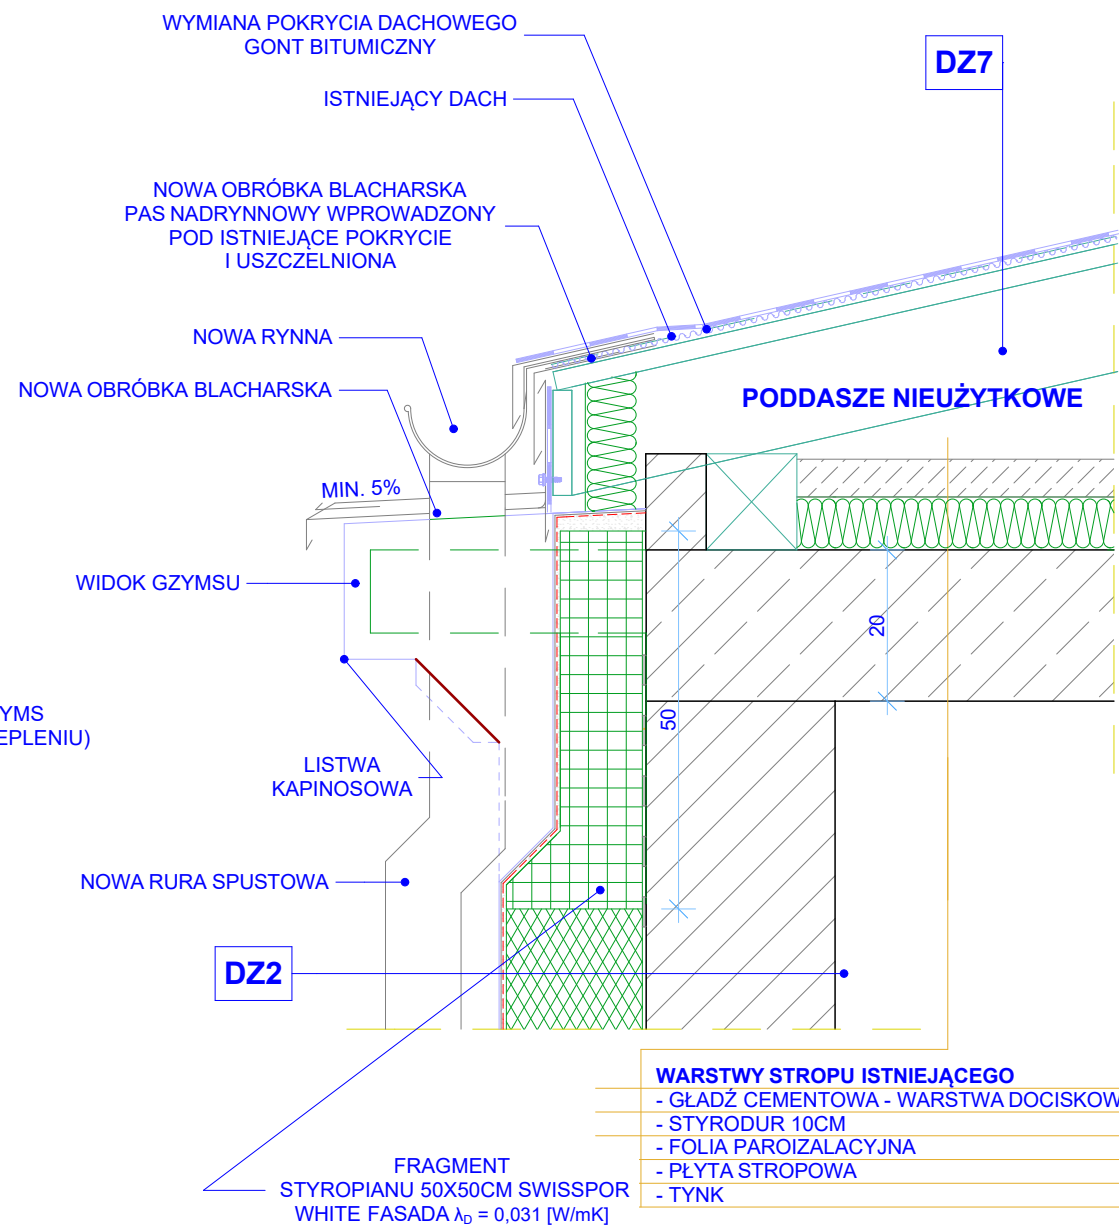 WYMIANA POKRYCIA DACHOWEGO
GONT BITUMICZNY
DZ7
ISTNIEJĄCY DACH
NOWA OBRÓBKA BLACHARSKA
PAS NADRYNNOWY WPROWADZONY
POD ISTNIEJĄCE POKRYCIE
I USZCZELNIONA
NOWA RYNNA
NOWA OBRÓBKA BLACHARSKA
PODDASZE NIEUŻYTKOWE
MIN. 5%
WIDOK GZYMSU
20
50
YMS
EPLENIU)
LISTWA
KAPINOSOWA
NOWA RURA SPUSTOWA
DZ2
WARSTWY STROPU ISTNIEJĄCEGO
- GŁADŹ CEMENTOWA - WARSTWA DOCISKOW
- STYRODUR 10CM
- FOLIA PAROIZALACYJNA
- PŁYTA STROPOWA
- TYNK
FRAGMENT
STYROPIANU 50X50CM SWISSPOR
WHITE FASADA λD = 0,031 [W/mK]